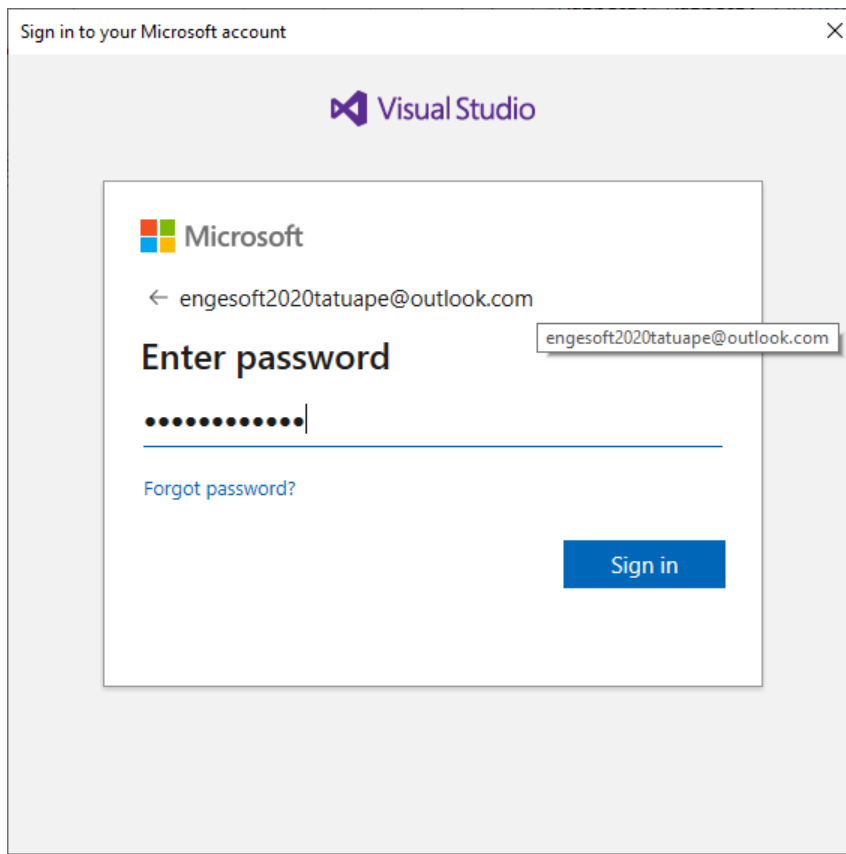 Sign in to your Microsoft account
Visual Studio
Microsoft
engesoft2020tatuape@outlook.com
engesoft2020tatuape@outlook.com
Enter password
••••••••••••
Forgot password?
Sign in